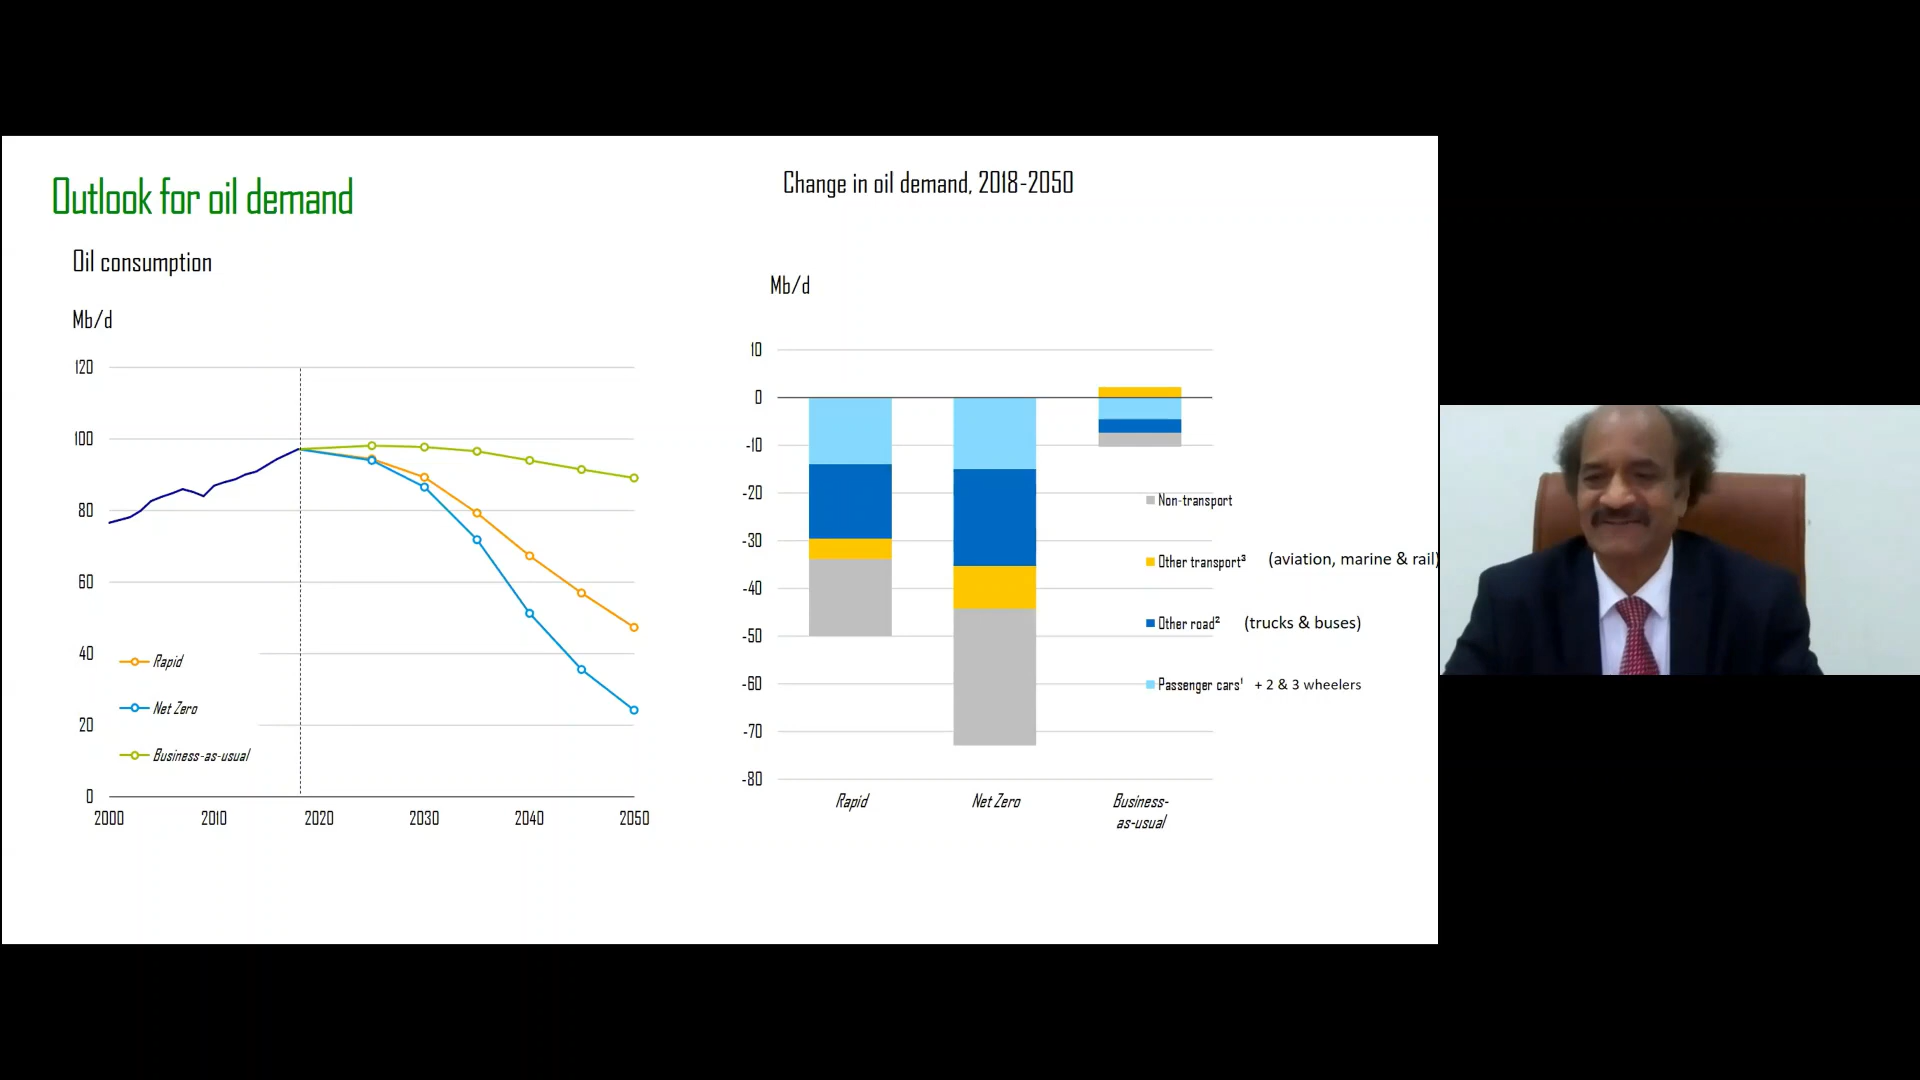 Outlook for oil demand
Oil consumption
Mb/d
120
100
80
60
40
20
0
2000 2010 2020 2030 2040 2050
Rapid
Net Zero
Business-as-usual
Change in oil demand, 2018-2050
Mb/d
10
0
-10
-20
-30
-40
-50
-60
-70
-80
Rapid Net Zero Business-
as-usual
Non-transport
Other transport³ (aviation, marine & rail)
Other road² (trucks & buses)
Passenger cars¹ + 2 & 3 wheelers